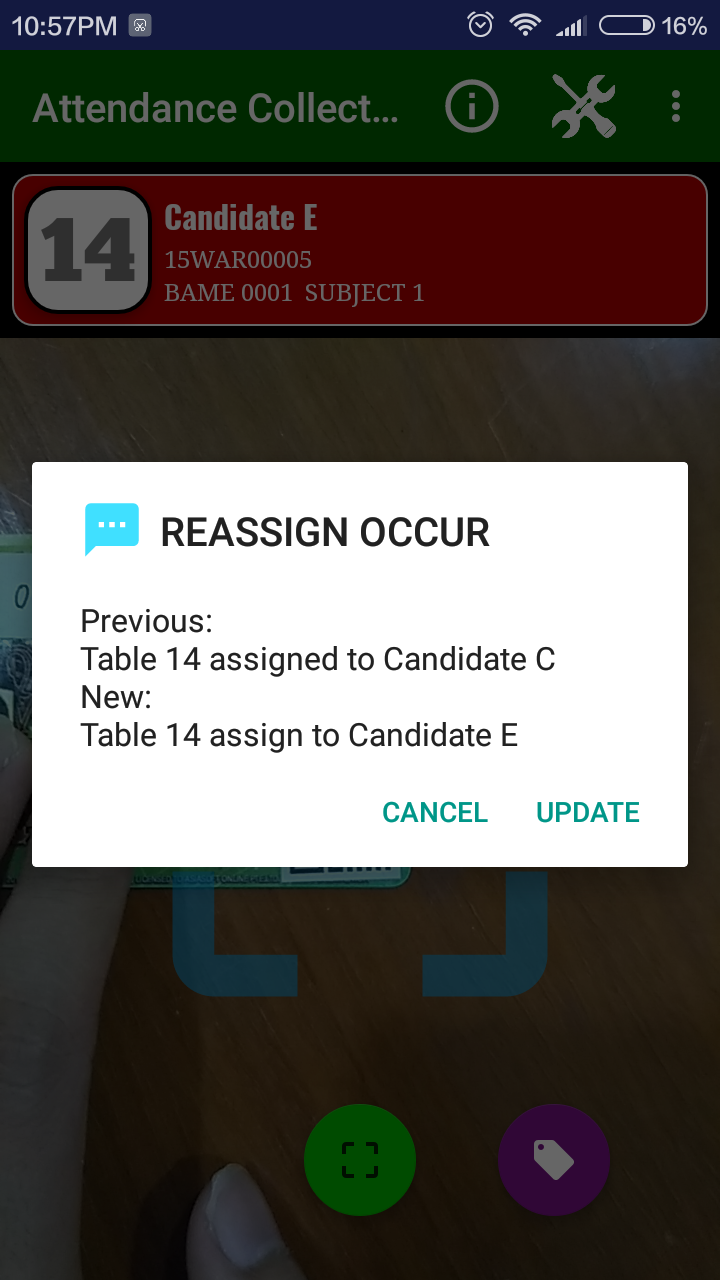 10:57PM 16%
Attendance Collect...
14
Candidate E
15WAR00005
BAME 0001 SUBJECT 1
REASSIGN OCCUR
Previous:
Table 14 assigned to Candidate C
New:
Table 14 assign to Candidate E
CANCEL UPDATE